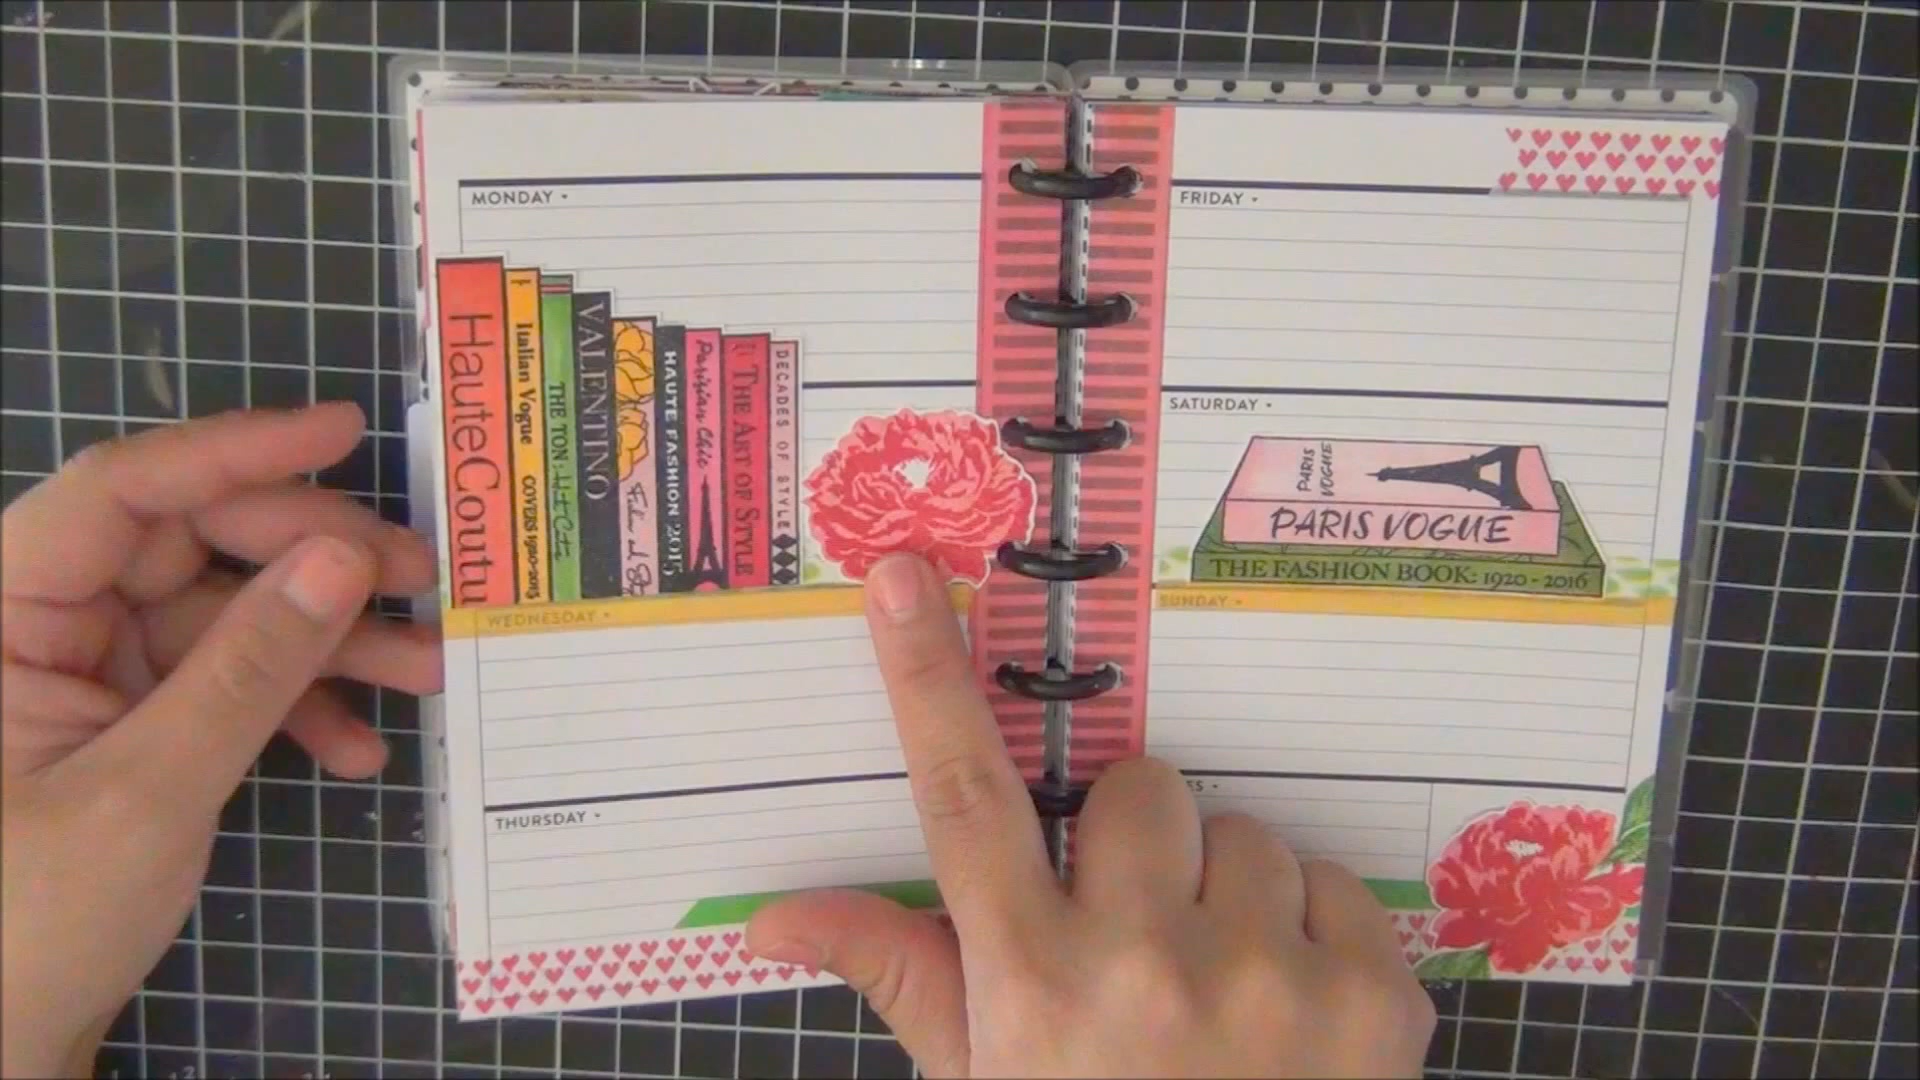 MONDAY
HauteCoutu
Italian Vogue COVERS 1920-2015
THE TON:
VALENTINO
HAUTE FASHION 2015
Parisian Chic
THE ART OF STYLE
DECADES OF STYLE
WEDNESDAY
THURSDAY
FRIDAY
SATURDAY
PARIS
VOGUE
PARIS VOGUE
THE FASHION BOOK: 1920 - 2016
SUNDAY
ES